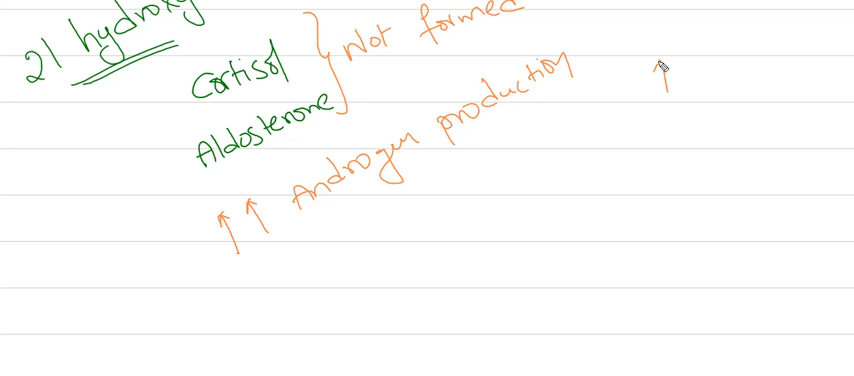 21 hydroxy
Cortisol
Aldosterone
Not formed
↑↑ Androgen production
↑